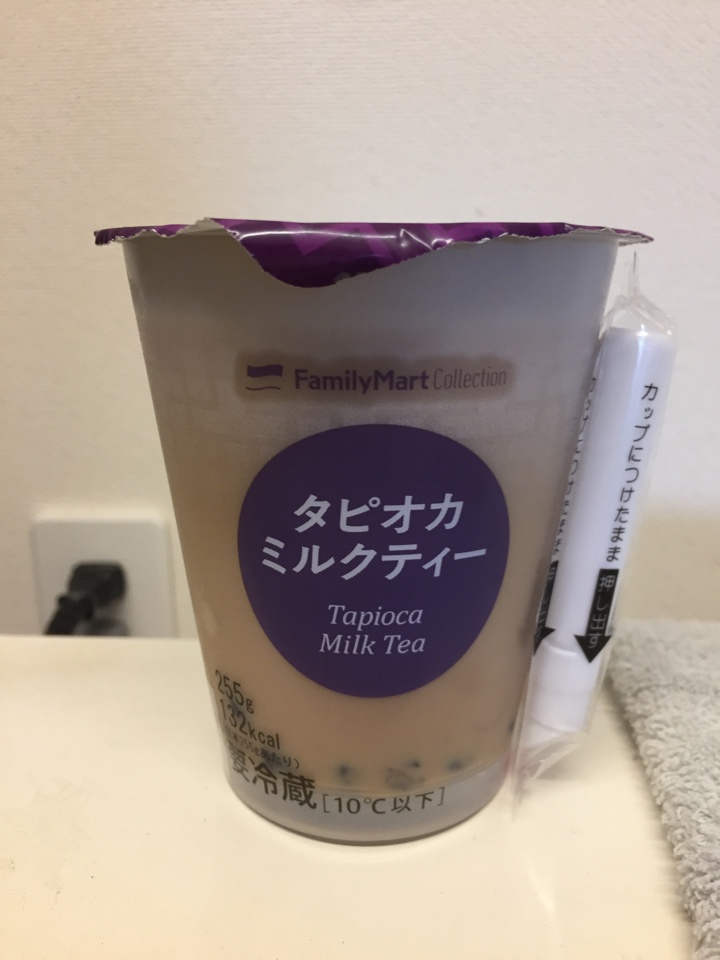 FamilyMart Collection
タピオカ
ミルクティー
Tapioca
Milk Tea
255g
132kcal
要冷蔵[10℃以下]
カップにつけたまま
押し出す